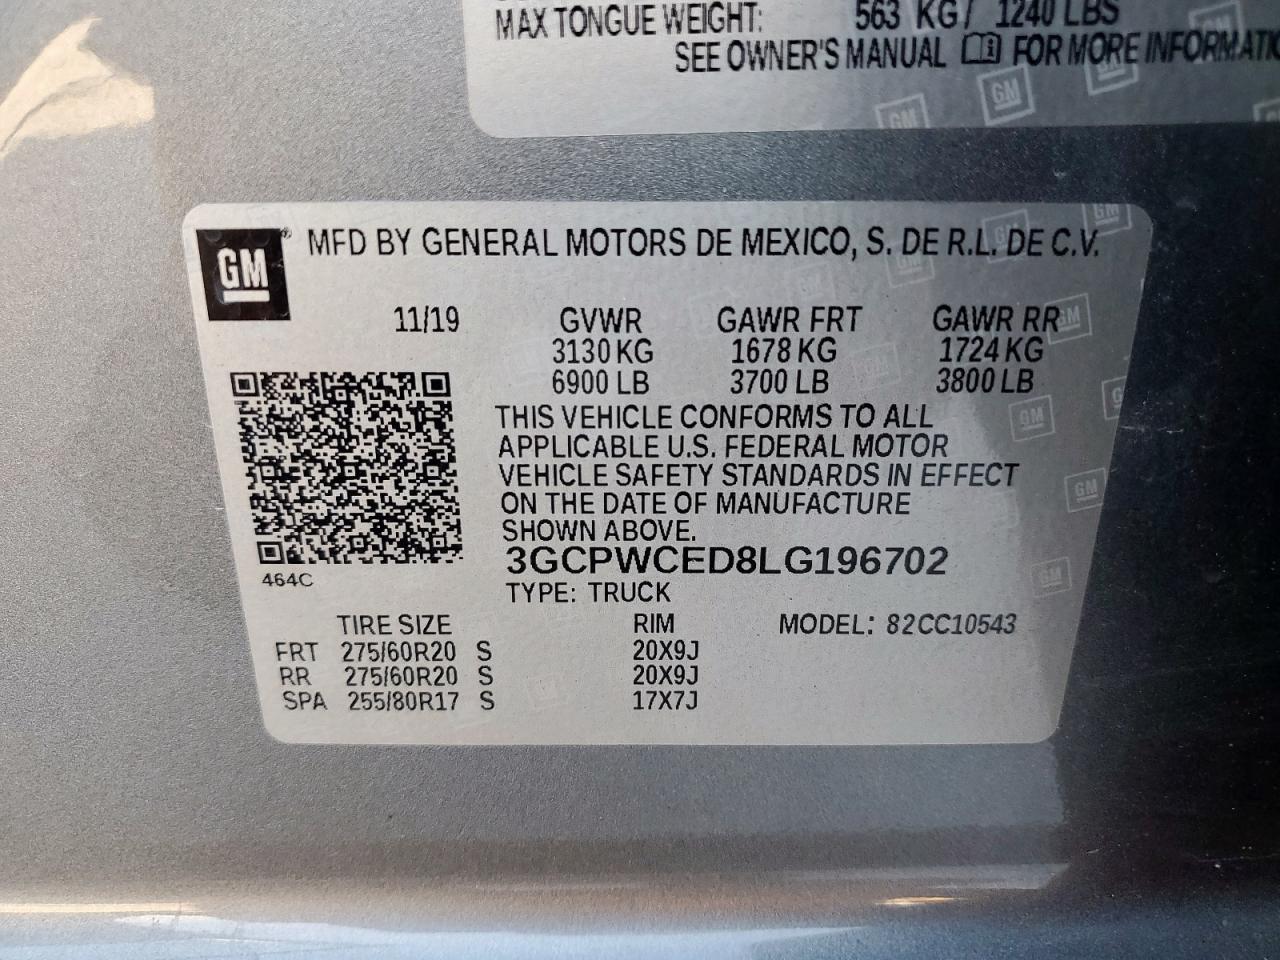 MAX TONGUE WEIGHT: 563 KG / 1240 LBS
SEE OWNER'S MANUAL FOR MORE INFORMATIO
GM® MFD BY GENERAL MOTORS DE MEXICO, S. DE R.L. DE C.V.
11/19 GVWR GAWR FRT GAWR RR
3130 KG 1678 KG 1724 KG
6900 LB 3700 LB 3800 LB
THIS VEHICLE CONFORMS TO ALL
APPLICABLE U.S. FEDERAL MOTOR
VEHICLE SAFETY STANDARDS IN EFFECT
ON THE DATE OF MANUFACTURE
SHOWN ABOVE.
3GCPWCED8LG196702
464C
TYPE: TRUCK
TIRE SIZE RIM MODEL: 82CC10543
FRT 275/60R20 S 20X9J
RR 275/60R20 S 20X9J
SPA 255/80R17 S 17X7J